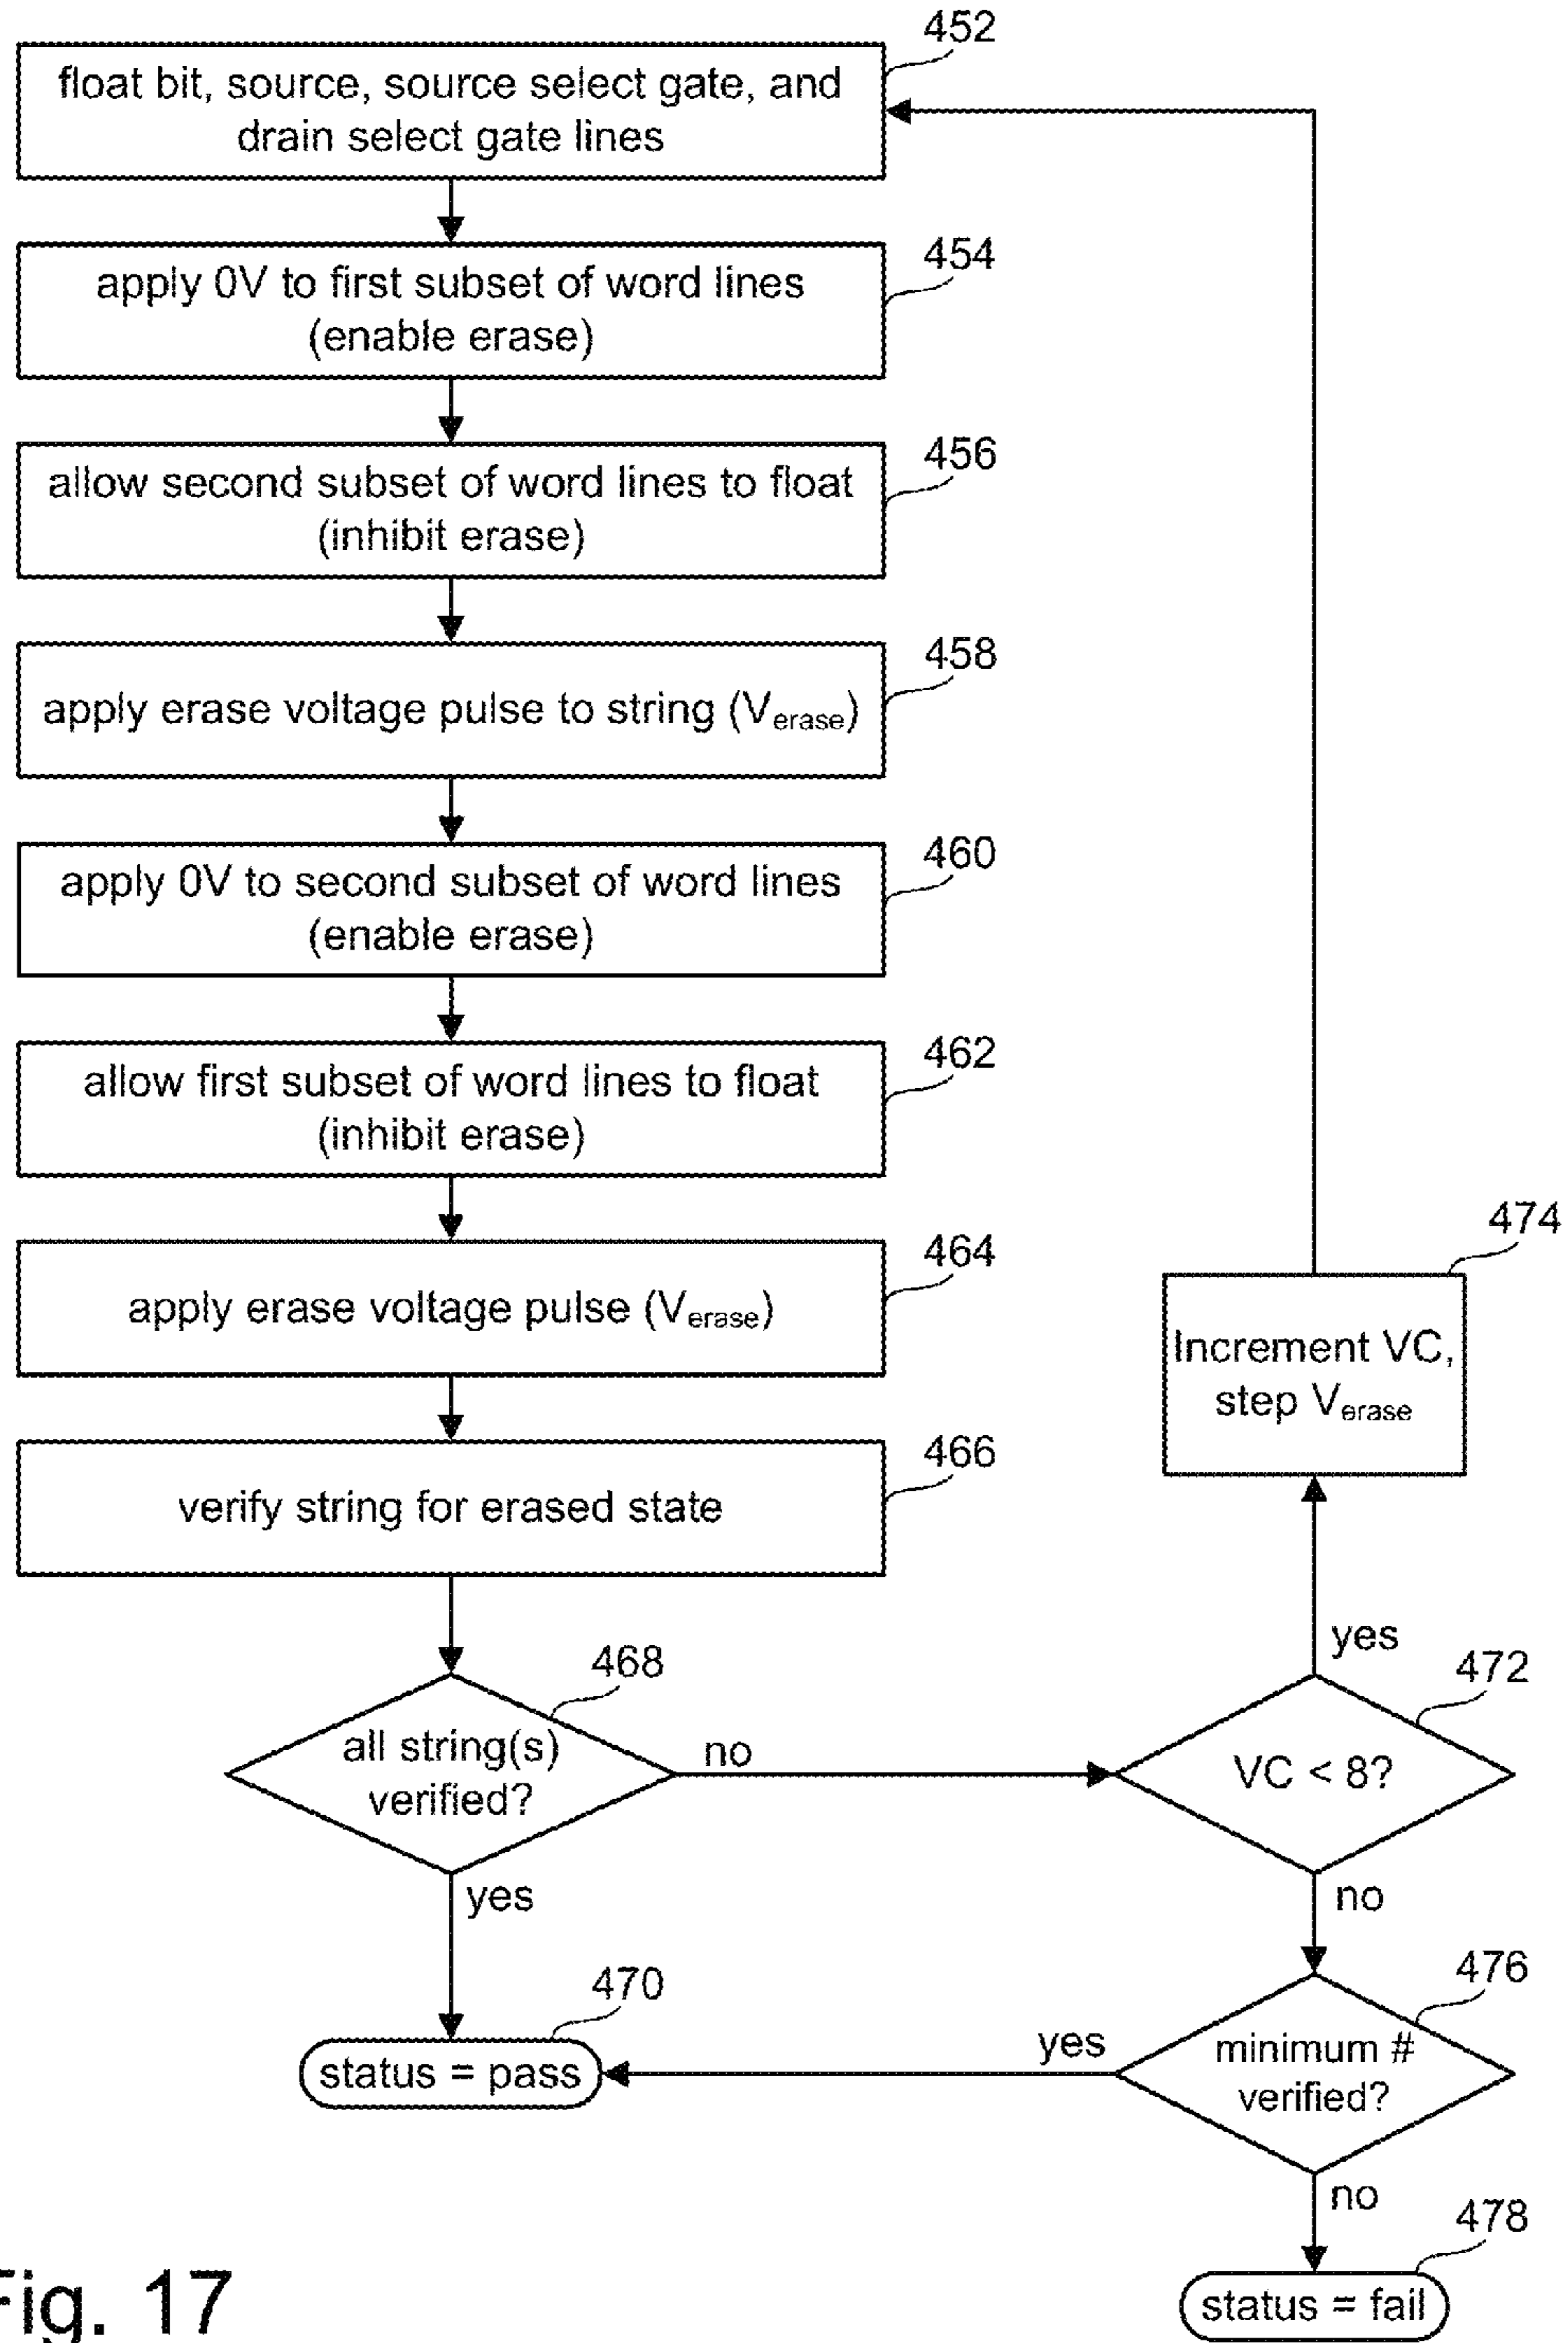 452
float bit, source, source select gate, and
drain select gate lines
454
apply 0V to first subset of word lines
(enable erase)
456
allow second subset of word lines to float
(inhibit erase)
458
apply erase voltage pulse to string (Verase)
460
apply 0V to second subset of word lines
(enable erase)
462
allow first subset of word lines to float
(inhibit erase)
464
apply erase voltage pulse (Verase)
474
Increment VC,
step Verase
466
verify string for erased state
468
all string(s)
verified?
no
yes
472
VC < 8?
yes
no
470
status = pass
476
minimum #
verified?
yes
no
478
status = fail
Fig. 17